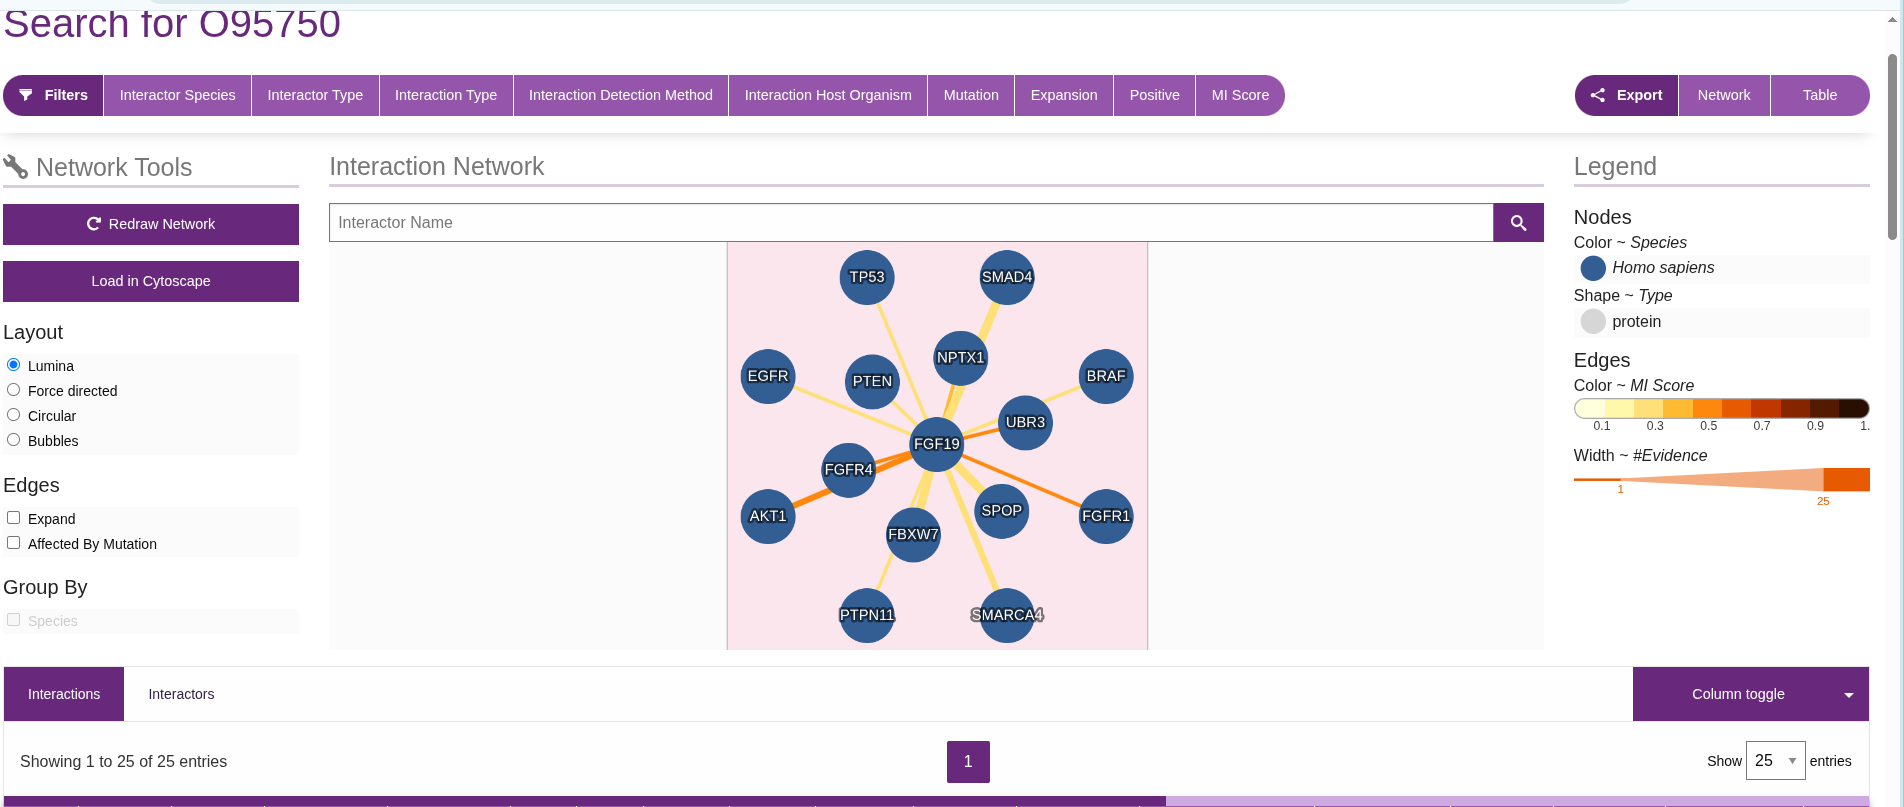 Search for O95750
Filters
Interactor Species
Interactor Type
Interaction Type
Interaction Detection Method
Interaction Host Organism
Mutation
Expansion
Positive
MI Score
Export
Network
Table
Network Tools
Redraw Network
Load in Cytoscape
Layout
Lumina
Force directed
Circular
Bubbles
Edges
Expand
Affected By Mutation
Group By
Species
Interaction Network
Interactor Name
TP53
SMAD4
NPTX1
EGFR
PTEN
BRAF
UBR3
FGF19
FGFR4
AKT1
SPOP
FGFR1
FBXW7
PTPN11
SMARCA4
Legend
Nodes
Color ~ Species
Homo sapiens
Shape ~ Type
protein
Edges
Color ~ MI Score
0.1 0.3 0.5 0.7 0.9 1.
Width ~ #Evidence
1
25
Interactions
Interactors
Column toggle
Showing 1 to 25 of 25 entries
1
Show 25 entries